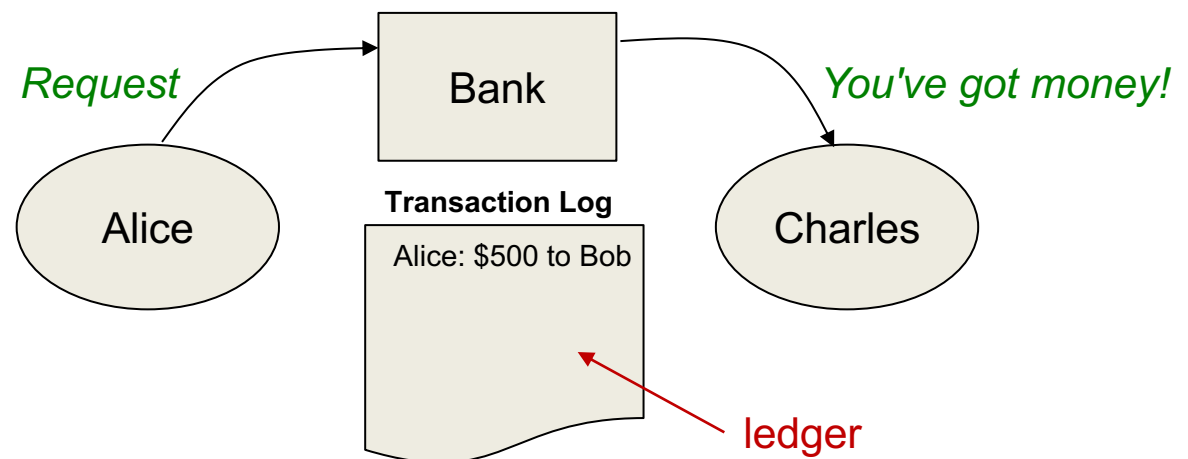 Bank
Request
You've got money!
Transaction Log
Alice
Charles
Alice: $500 to Bob
ledger